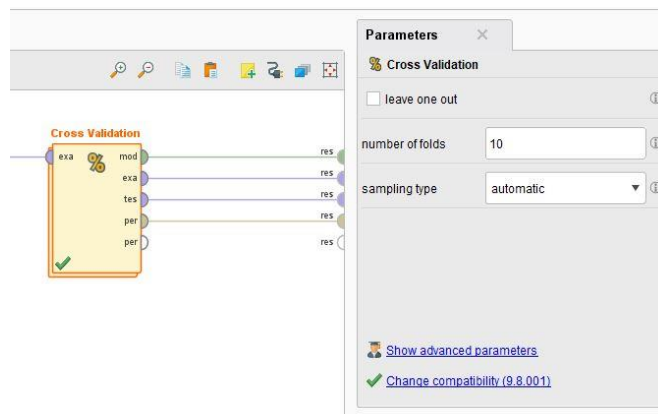 Parameters
Cross Validation
leave one out
number of folds
10
sampling type
automatic
Show advanced parameters
Change compatibility (9.8.001)
Cross Validation
exa
mod
exa
tes
per
per
res
res
res
res
res